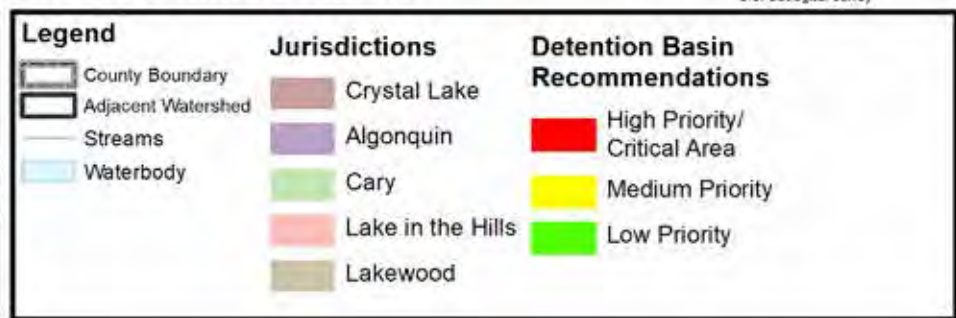 Legend
County Boundary
Adjacent Watershed
Streams
Waterbody
Jurisdictions
Crystal Lake
Algonquin
Cary
Lake in the Hills
Lakewood
Detention Basin
Recommendations
High Priority/
Critical Area
Medium Priority
Low Priority